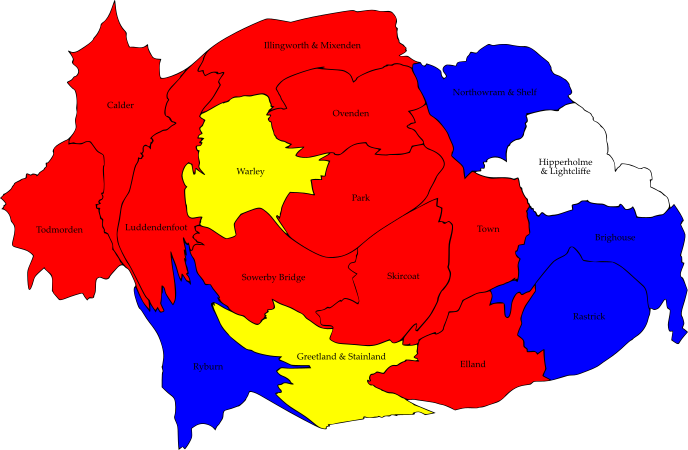 Illingworth & Mixenden
Northowram & Shelf
Calder
Ovenden
Hipperholme
& Lightcliffe
Warley
Park
Todmorden
Luddendenfoot
Town
Brighouse
Sowerby Bridge
Skircoat
Rastrick
Greetland & Stainland
Ryburn
Elland